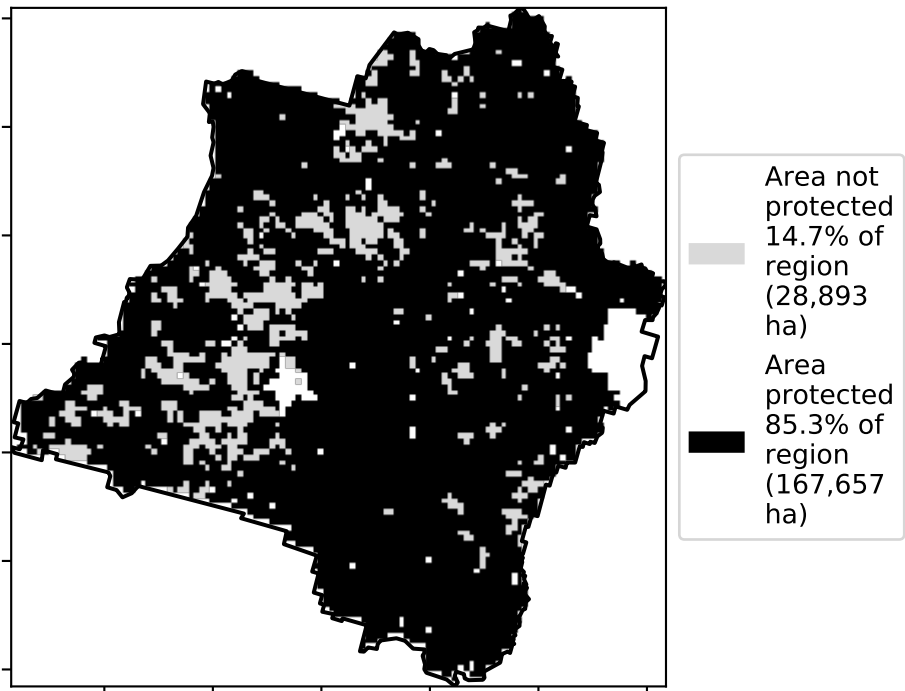 Area not
protected
14.7% of
region
(28,893
ha)
Area
protected
85.3% of
region
(167,657
ha)